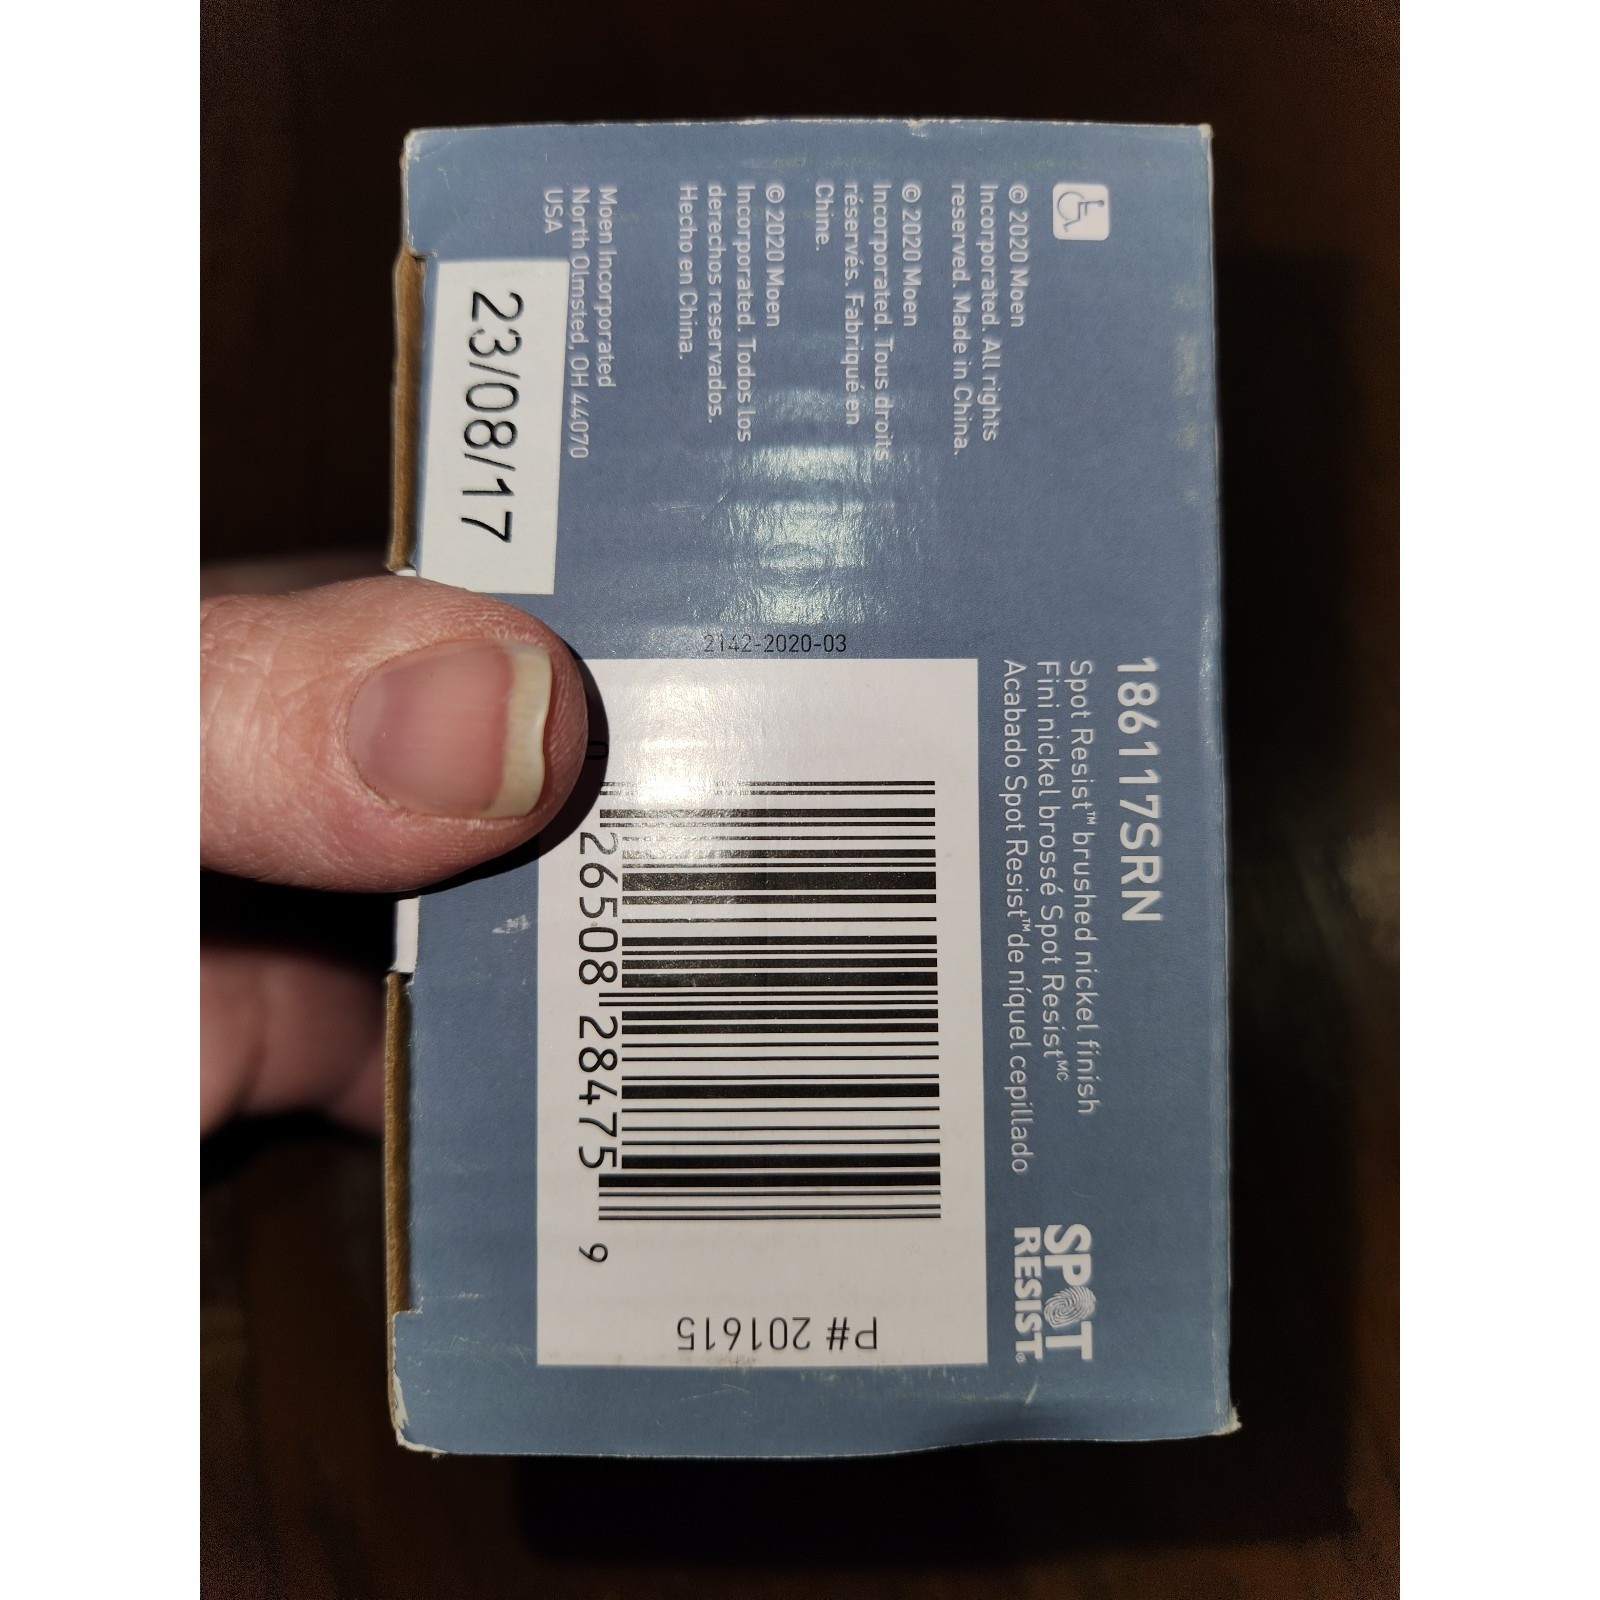 186117SRN
Spot Resist™ brushed nickel finish
Fini nickel brossé Spot Resist^MC
Acabado Spot Resist™ de níquel cepillado
SPOT
RESIST®
© 2020 Moen
Incorporated. All rights
reserved. Made in China.
© 2020 Moen
Incorporated. Tous droits
réservés. Fabriqué en
Chine.
© 2020 Moen
Incorporated. Todos los
derechos reservados.
Hecho en China.
Moen Incorporated
North Olmsted, OH 44070
USA
23/08/17
2142-2020-03
26508 28475 9
P# 201615